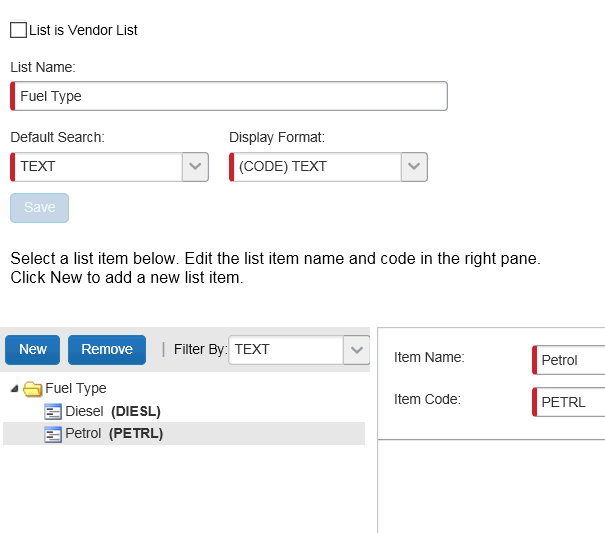 List is Vendor List
List Name:
Fuel Type
Default Search: Display Format:
TEXT (CODE) TEXT
Save
Select a list item below. Edit the list item name and code in the right pane.
Click New to add a new list item.
New Remove | Filter By: TEXT
Fuel Type
Diesel (DIESL)
Petrol (PETRL)
Item Name: Petrol
Item Code: PETRL